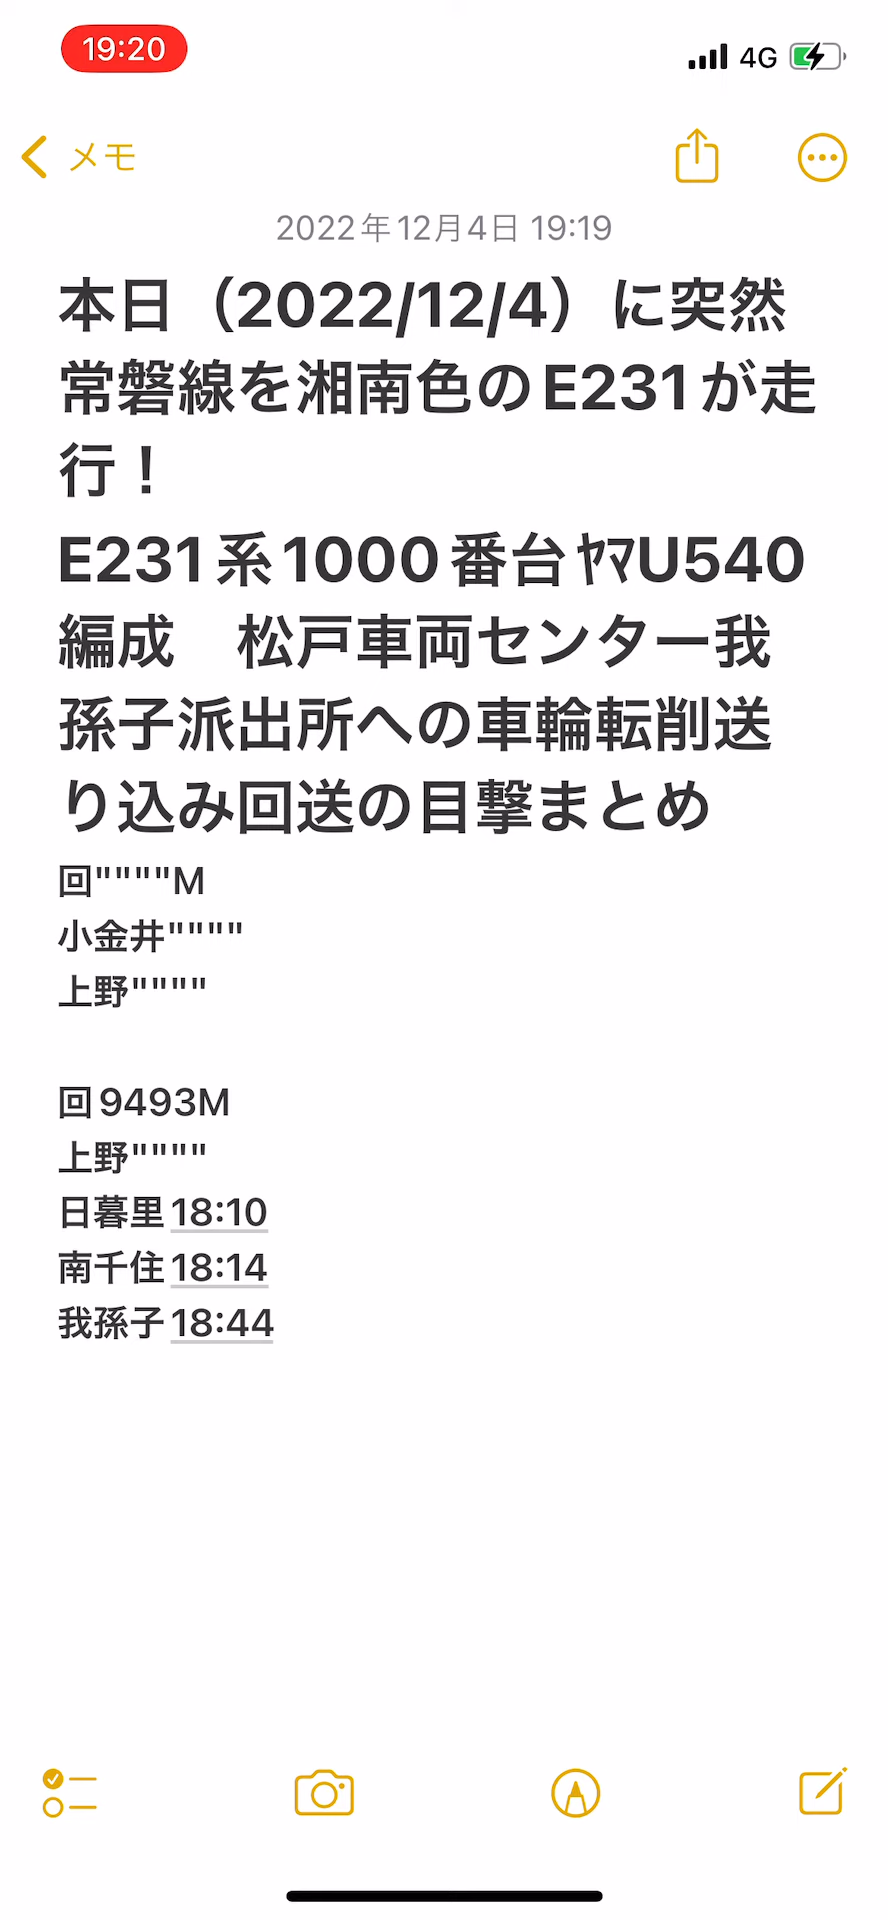 19:20
4G
メモ
2022年12月4日 19:19
本日（2022/12/4）に突然
常磐線を湘南色のE231が走
行！
E231系1000番台ﾔﾏU540
編成　松戸車両センター我
孫子派出所への車輪転削送
り込み回送の目撃まとめ
回""""M
小金井""""
上野""""
回9493M
上野""""
日暮里18:10
南千住18:14
我孫子18:44